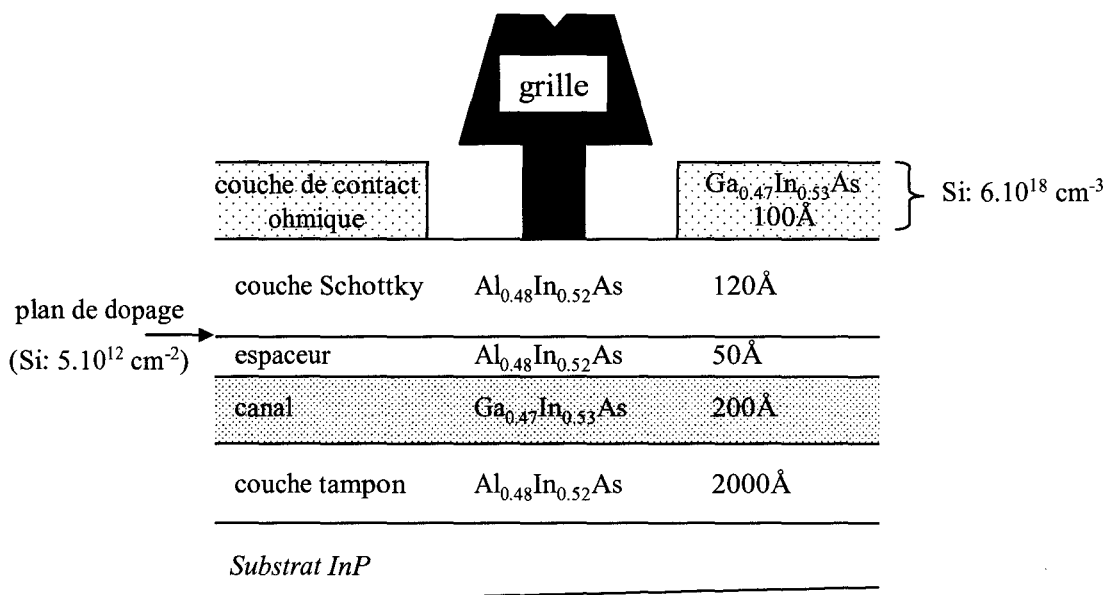 grille
couche de contact
ohmique
Ga0.47In0.53As
100Å
Si: 6.10^18 cm^-3
couche Schottky Al0.48In0.52As 120Å
plan de dopage
(Si: 5.10^12 cm^-2)
espaceur Al0.48In0.52As 50Å
canal Ga0.47In0.53As 200Å
couche tampon Al0.48In0.52As 2000Å
Substrat InP